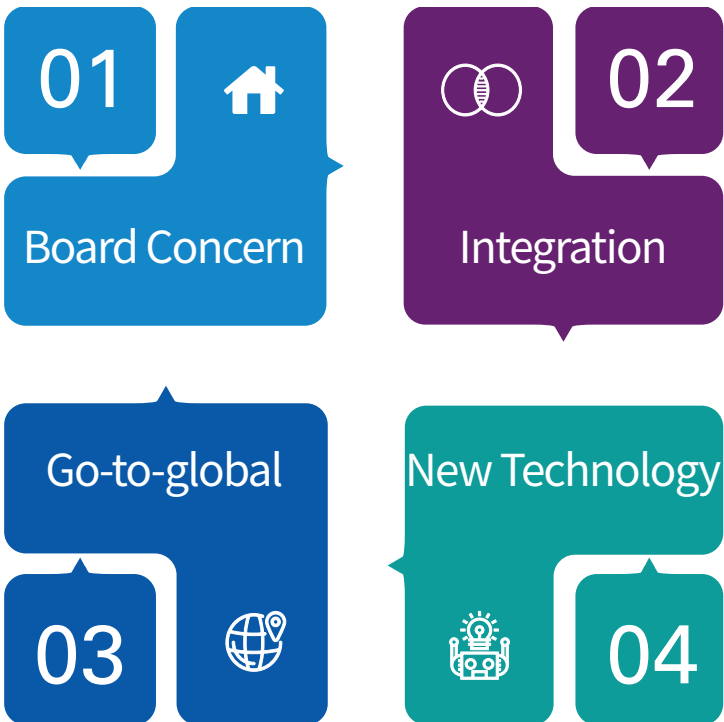 01
Board Concern
02
Integration
Go-to-global
03
New Technology
04